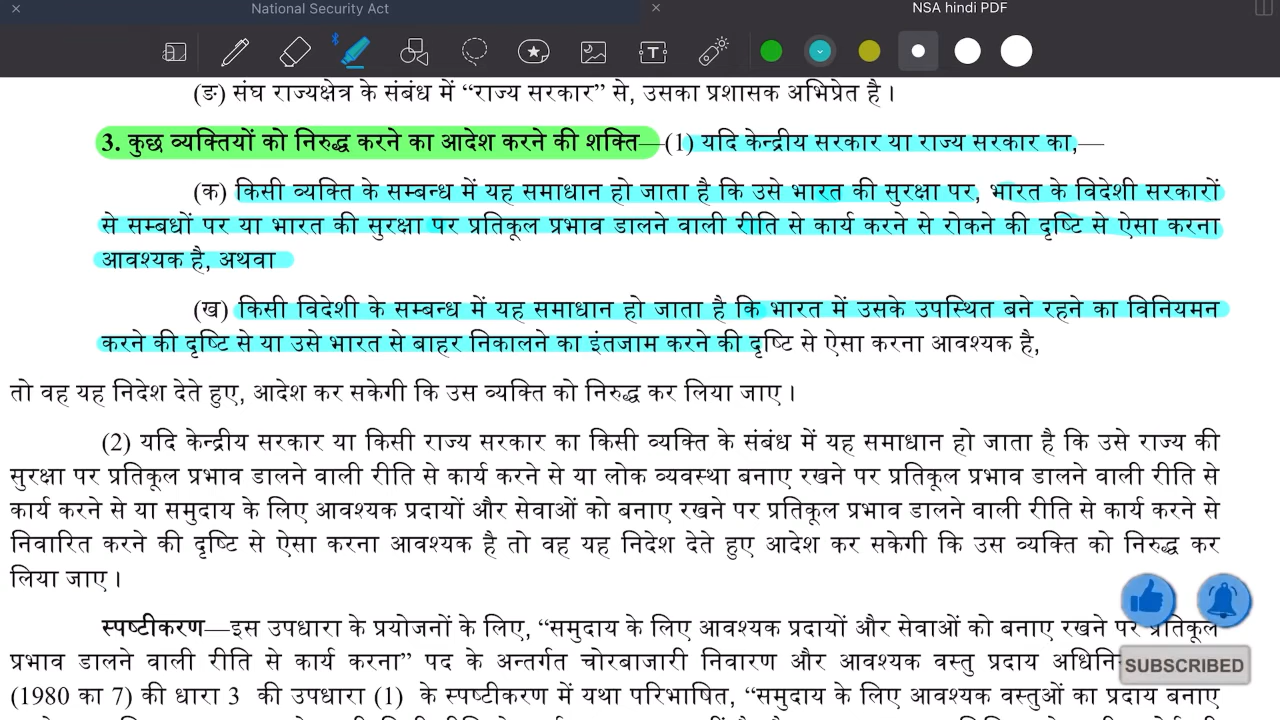 National Security Act
NSA hindi PDF
(ङ) संघ राज्यक्षेत्र के संबंध में “राज्य सरकार” से, उसका प्रशासक अभिप्रेत है।
3. कुछ व्यक्तियों को निरुद्ध करने का आदेश करने की शक्ति—(1) यदि केन्द्रीय सरकार या राज्य सरकार का,—
(क) किसी व्यक्ति के सम्बन्ध में यह समाधान हो जाता है कि उसे भारत की सुरक्षा पर, भारत के विदेशी सरकारों
से सम्बधों पर या भारत की सुरक्षा पर प्रतिकूल प्रभाव डालने वाली रीति से कार्य करने से रोकने की दृष्टि से ऐसा करना
आवश्यक है, अथवा
(ख) किसी विदेशी के सम्बन्ध में यह समाधान हो जाता है कि भारत में उसके उपस्थित बने रहने का विनियमन
करने की दृष्टि से या उसे भारत से बाहर निकालने का इंतजाम करने की दृष्टि से ऐसा करना आवश्यक है,
तो वह यह निदेश देते हुए, आदेश कर सकेगी कि उस व्यक्ति को निरुद्ध कर लिया जाए।
(2) यदि केन्द्रीय सरकार या किसी राज्य सरकार का किसी व्यक्ति के संबंध में यह समाधान हो जाता है कि उसे राज्य की
सुरक्षा पर प्रतिकूल प्रभाव डालने वाली रीति से कार्य करने से या लोक व्यवस्था बनाए रखने पर प्रतिकूल प्रभाव डालने वाली रीति से
कार्य करने से या समुदाय के लिए आवश्यक प्रदायों और सेवाओं को बनाए रखने पर प्रतिकूल प्रभाव डालने वाली रीति से कार्य करने से
निवारित करने की दृष्टि से ऐसा करना आवश्यक है तो वह यह निदेश देते हुए आदेश कर सकेगी कि उस व्यक्ति को निरुद्ध कर
लिया जाए।
स्पष्टीकरण—इस उपधारा के प्रयोजनों के लिए, “समुदाय के लिए आवश्यक प्रदायों और सेवाओं को बनाए रखने पर प्रतिकूल
प्रभाव डालने वाली रीति से कार्य करना” पद के अन्तर्गत चोरबाजारी निवारण और आवश्यक वस्तु प्रदाय
SUBSCRIBED
(1980 का 7) की धारा 3 की उपधारा (1) के स्पष्टीकरण में यथा परिभाषित, “समुदाय के लिए आवश्यक वस्तुओं का प्रदाय बनाए